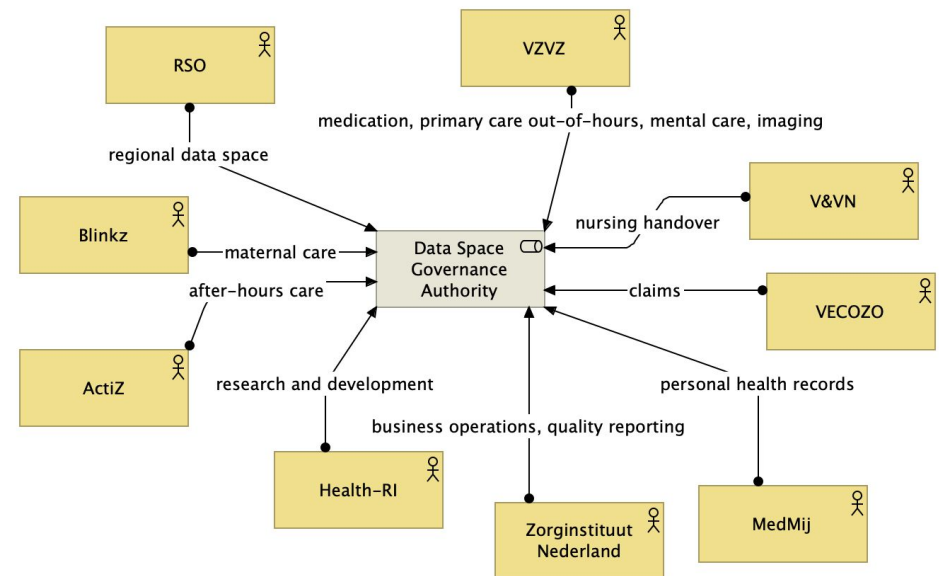 RSO
VZVZ
medication, primary care out-of-hours, mental care, imaging
regional data space
V&VN
nursing handover
Blinkz
maternal care
Data Space
Governance
Authority
after-hours care
claims
VECOZO
ActiZ
research and development
personal health records
business operations, quality reporting
Health-RI
Zorginstituut
Nederland
MedMij